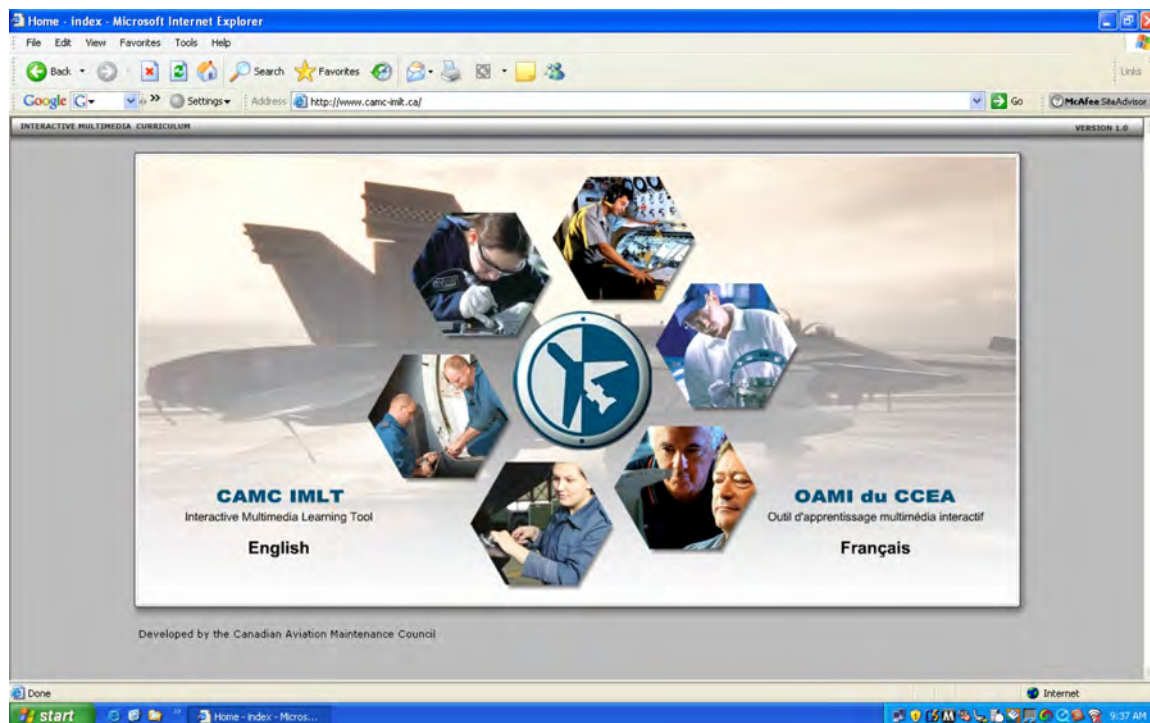 Home - index - Microsoft Internet Explorer
File Edit View Favorites Tools Help
Back Search Favorites Links
Google Settings Address http://www.camc-imlt.ca/ Go McAfee SiteAdvisor
INTERACTIVE MULTIMEDIA CURRICULUM VERSION 1.0
CAMC IMLT
Interactive Multimedia Learning Tool
English
OAMI du CCEA
Outil d'apprentissage multimédia interactif
Français
Developed by the Canadian Aviation Maintenance Council
Done Internet
start Home - index - Micros... 9:37 AM